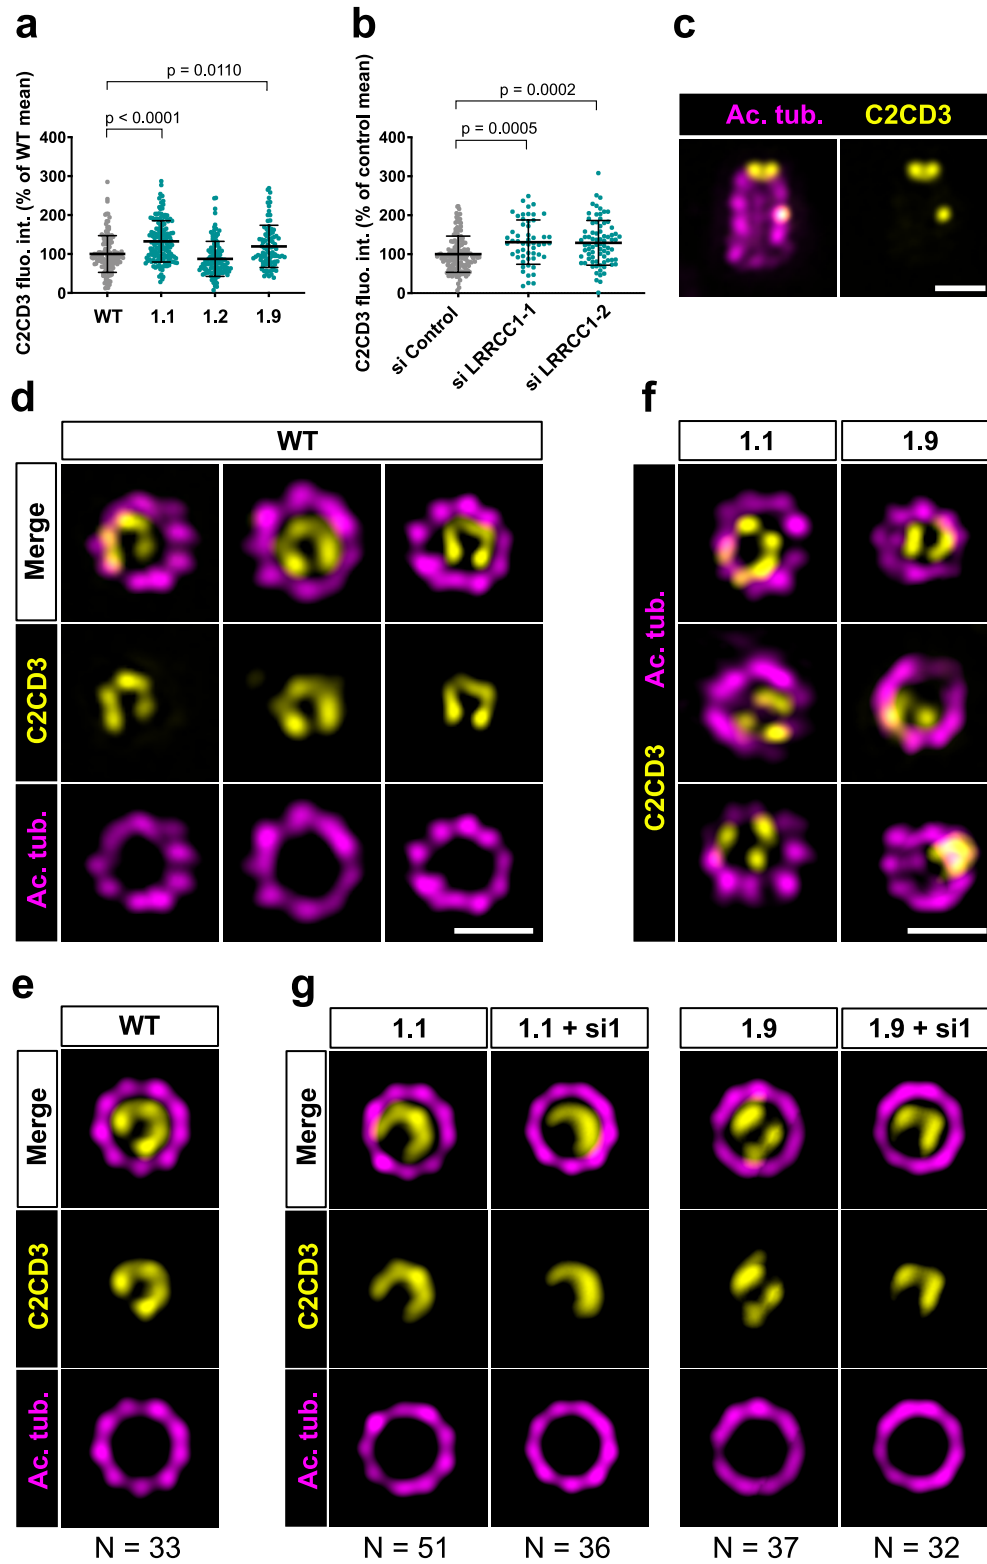 a
C2CD3 fluo. int. (% of WT mean)
p = 0.0110
p < 0.0001
400
300
200
100
0
WT 1.1 1.2 1.9
b
C2CD3 fluo. int. (% of control mean)
p = 0.0002
p = 0.0005
400
300
200
100
0
si Control si LRRCC1-1 si LRRCC1-2
c
Ac. tub. C2CD3
d
WT
Merge
C2CD3
Ac. tub.
f
1.1 1.9
C2CD3 Ac. tub.
e
WT
Merge
C2CD3
Ac. tub.
N = 33
g
1.1 1.1 + si1 1.9 1.9 + si1
Merge
C2CD3
Ac. tub.
N = 51 N = 36 N = 37 N = 32